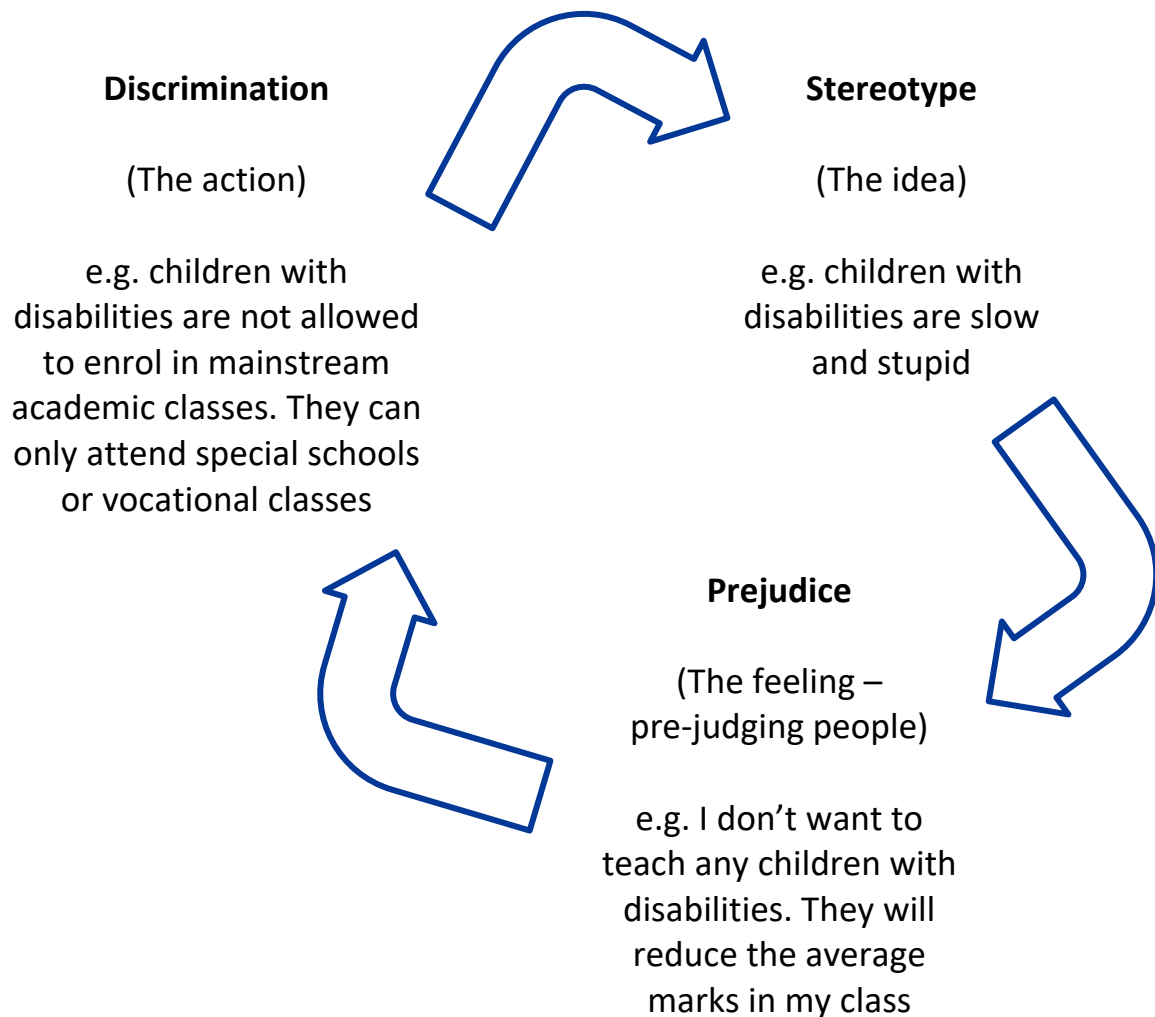 Discrimination
(The action)
e.g. children with
disabilities are not allowed
to enrol in mainstream
academic classes. They can
only attend special schools
or vocational classes
Stereotype
(The idea)
e.g. children with
disabilities are slow
and stupid
Prejudice
(The feeling –
pre-judging people)
e.g. I don’t want to
teach any children with
disabilities. They will
reduce the average
marks in my class